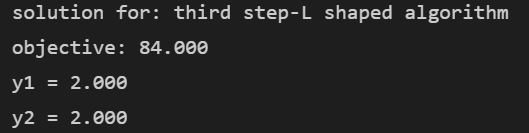 solution for: third step-L shaped algorithm
objective: 84.000
y1 = 2.000
y2 = 2.000